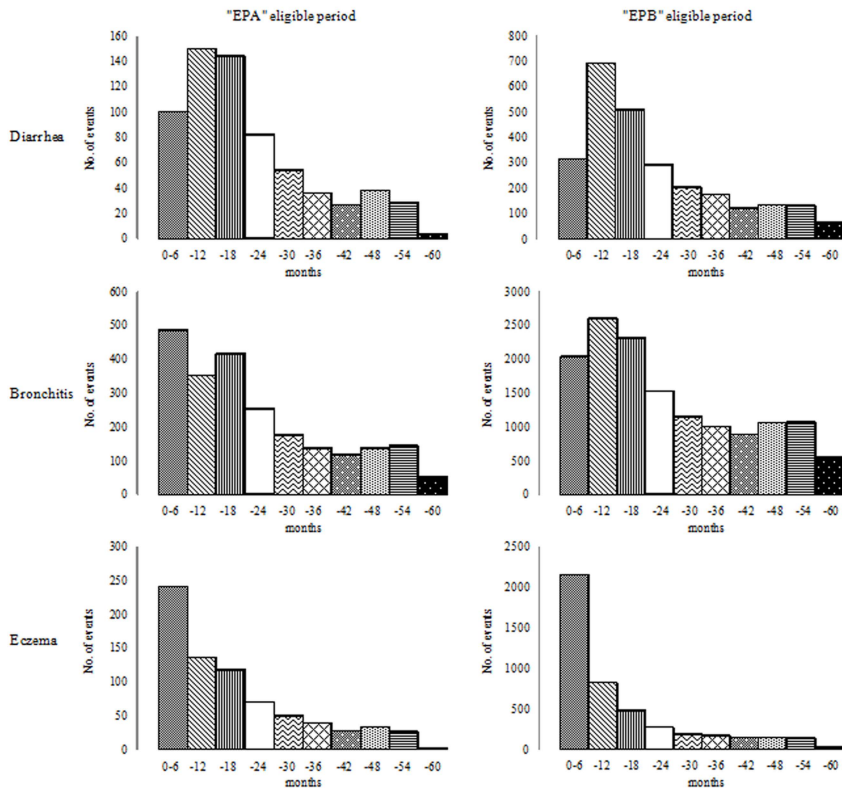 "EPA" eligible period
"EPB" eligible period
Diarrhea
No. of events
160
140
120
100
80
60
40
20
0
0-6 -12 -18 -24 -30 -36 -42 -48 -54 -60
months
No. of events
800
700
600
500
400
300
200
100
0
0-6 -12 -18 -24 -30 -36 -42 -48 -54 -60
months
Bronchitis
No. of events
600
500
400
300
200
100
0
0-6 -12 -18 -24 -30 -36 -42 -48 -54 -60
months
No. of events
3000
2500
2000
1500
1000
500
0
0-6 -12 -18 -24 -30 -36 -42 -48 -54 -60
months
Eczema
No. of events
300
250
200
150
100
50
0
0-6 -12 -18 -24 -30 -36 -42 -48 -54 -60
months
No. of events
2500
2000
1500
1000
500
0
0-6 -12 -18 -24 -30 -36 -42 -48 -54 -60
months